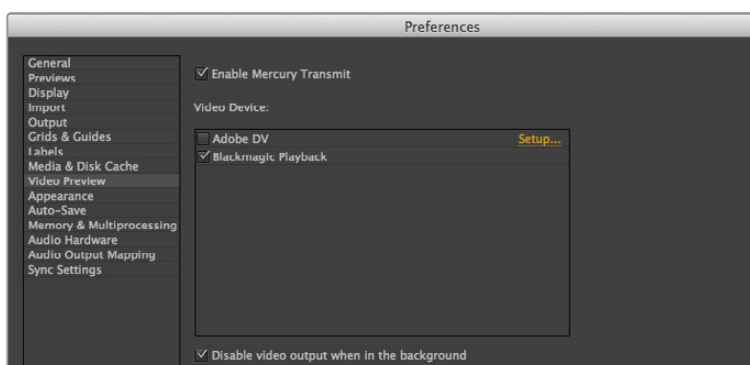 Preferences
General
Previews
Display
Import
Output
Grids & Guides
Labels
Media & Disk Cache
Video Preview
Appearance
Auto-Save
Memory & Multiprocessing
Audio Hardware
Audio Output Mapping
Sync Settings
Enable Mercury Transmit
Video Device:
Adobe DV Setup...
Blackmagic Playback
Disable video output when in the background